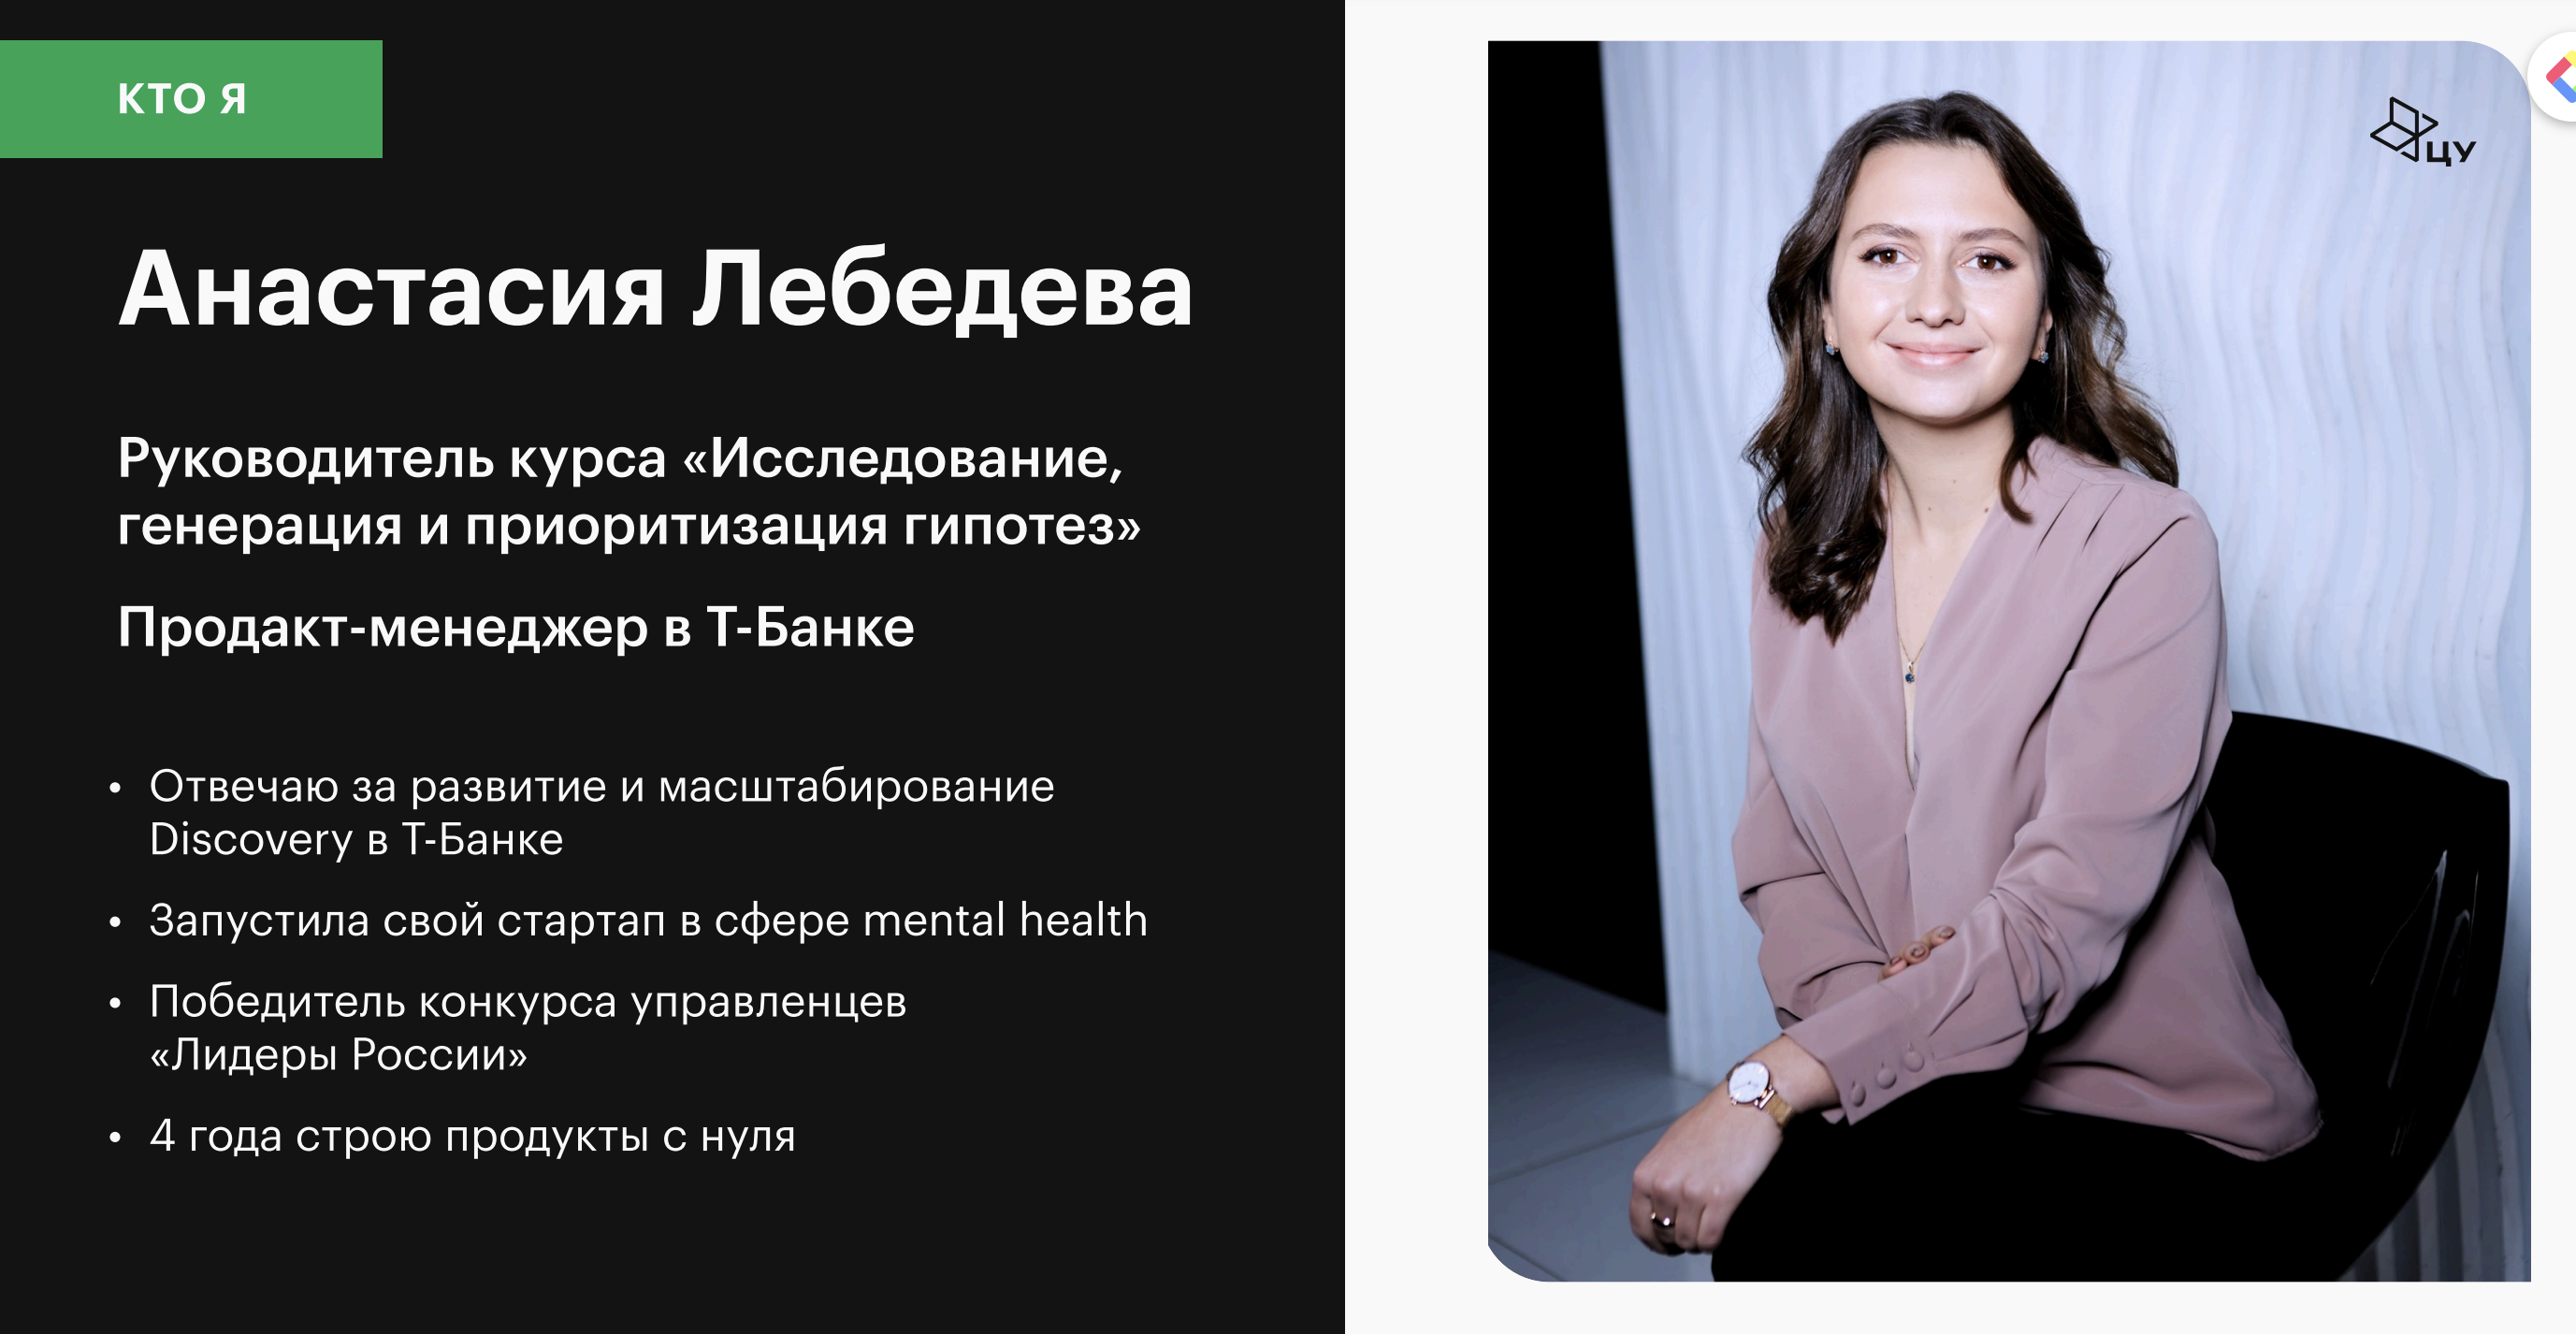 КТО Я
Анастасия Лебедева
Руководитель курса «Исследование,
генерация и приоритизация гипотез»
Продакт-менеджер в Т-Банке
• Отвечаю за развитие и масштабирование
Discovery в Т-Банке
• Запустила свой стартап в сфере mental health
• Победитель конкурса управленцев
«Лидеры России»
• 4 года строю продукты с нуля
ЦУ